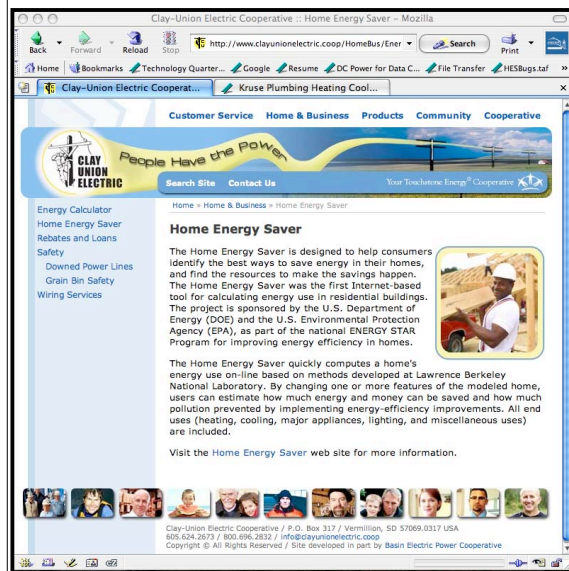 Clay-Union Electric Cooperative :: Home Energy Saver - Mozilla
Back Forward Reload Stop http://www.clayunionelectric.coop/HomeBus/Ener Search Print
Home Bookmarks Technology Quarter... Google Resume DC Power for Data C... File Transfer HESBugs.taf »
Clay-Union Electric Cooperat... Kruse Plumbing Heating Cool...
Customer Service Home & Business Products Community Cooperative
CLAY
UNION
ELECTRIC
People Have the Power
Search Site Contact Us Your Touchstone Energy® Cooperative
Energy Calculator
Home Energy Saver
Rebates and Loans
Safety
Downed Power Lines
Grain Bin Safety
Wiring Services
Home » Home & Business » Home Energy Saver
Home Energy Saver
The Home Energy Saver is designed to help consumers
identify the best ways to save energy in their homes,
and find the resources to make the savings happen.
The Home Energy Saver was the first Internet-based
tool for calculating energy use in residential buildings.
The project is sponsored by the U.S. Department of
Energy (DOE) and the U.S. Environmental Protection
Agency (EPA), as part of the national ENERGY STAR
Program for improving energy efficiency in homes.
The Home Energy Saver quickly computes a home's
energy use on-line based on methods developed at Lawrence Berkeley
National Laboratory. By changing one or more features of the modeled home,
users can estimate how much energy and money can be saved and how much
pollution prevented by implementing energy-efficiency improvements. All end
uses (heating, cooling, major appliances, lighting, and miscellaneous uses)
are included.
Visit the Home Energy Saver web site for more information.
Clay-Union Electric Cooperative / P.O. Box 317 / Vermillion, SD 57069.0317 USA
605.624.2673 / 800.696.2832 / info@clayunionelectric.coop
Copyright © All Rights Reserved / Site developed in part by Basin Electric Power Cooperative